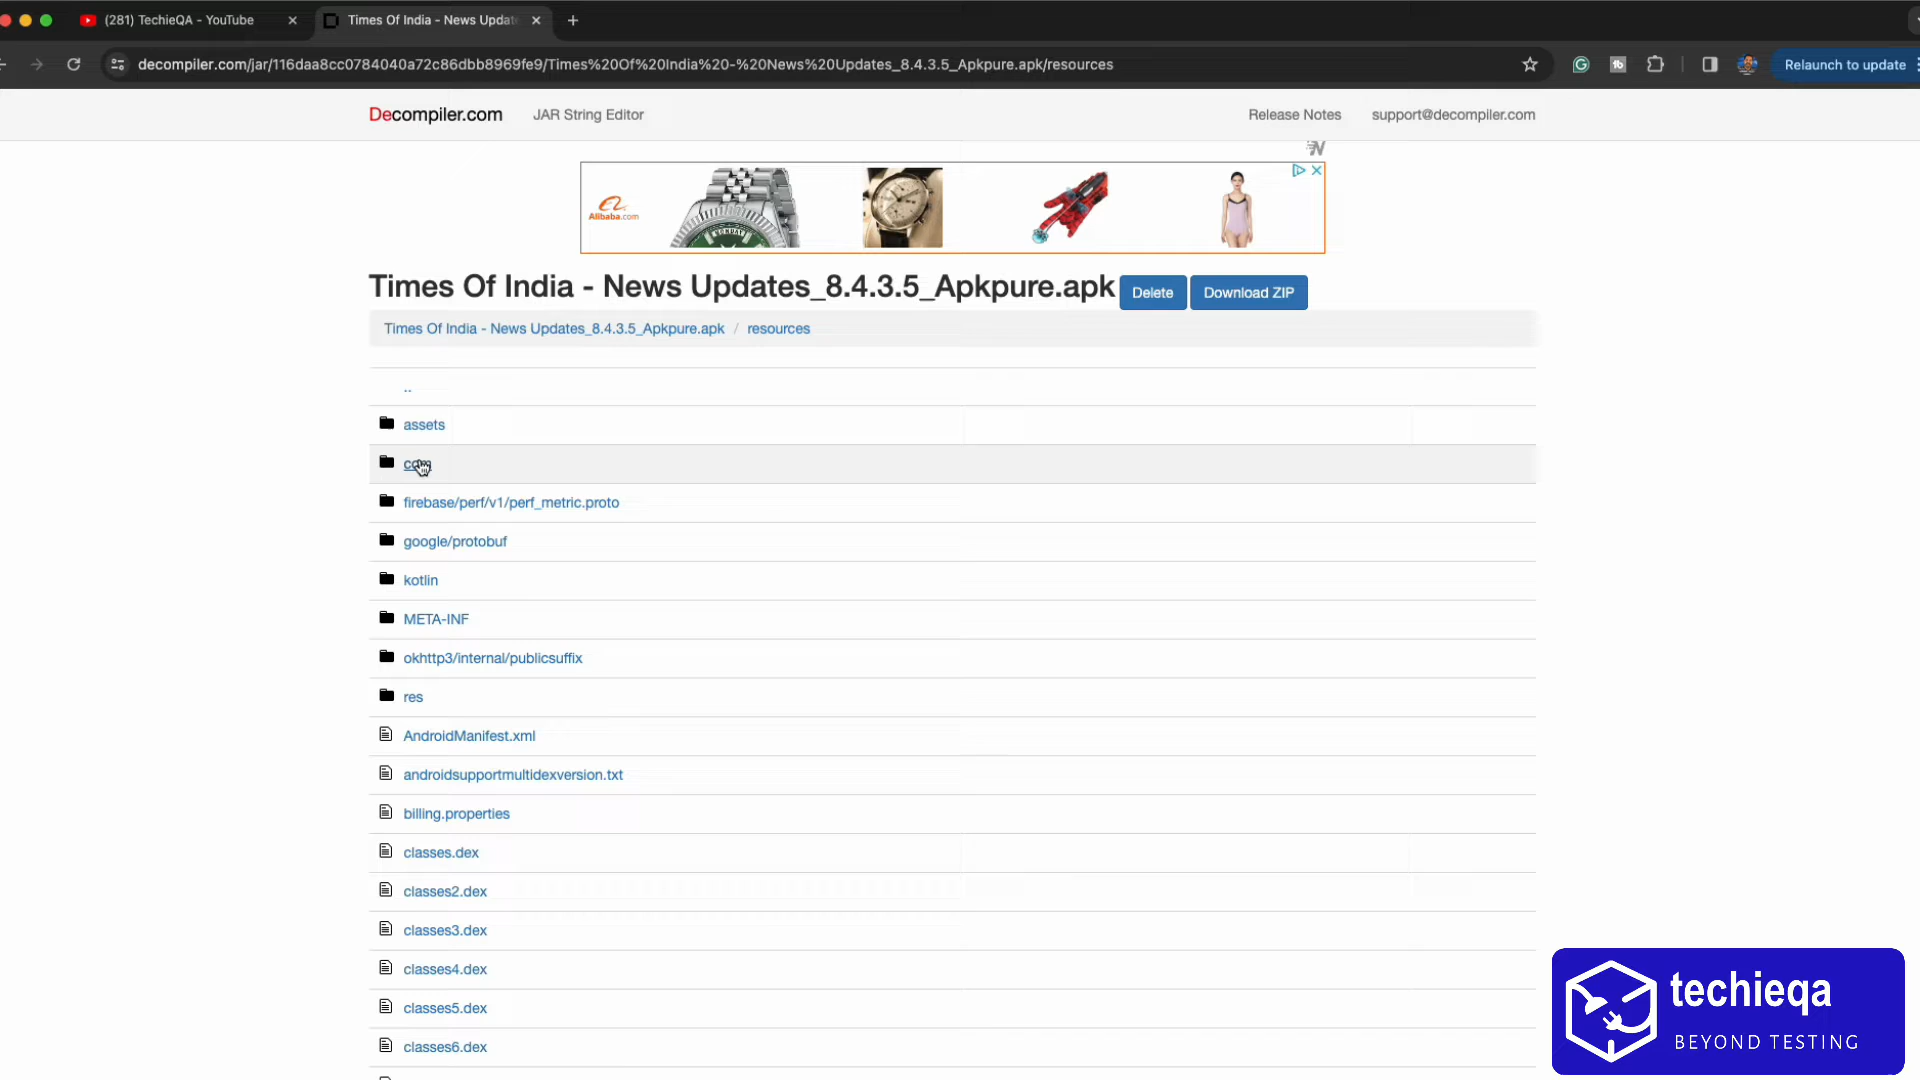 (281) TechieQA - YouTube
Times Of India - News Updat
decompiler.com/jar/116daa8cc0784040a72c86dbb8969fe9/Times%20Of%20India%20-%20News%20Updates_8.4.3.5_Apkpure.apk/resources
Relaunch to update
Decompiler.com
JAR String Editor
Release Notes
support@decompiler.com
Alibaba.com
Times Of India - News Updates_8.4.3.5_Apkpure.apk
Delete
Download ZIP
Times Of India - News Updates_8.4.3.5_Apkpure.apk / resources
..
assets
com
firebase/perf/v1/perf_metric.proto
google/protobuf
kotlin
META-INF
okhttp3/internal/publicsuffix
res
AndroidManifest.xml
androidsupportmultidexversion.txt
billing.properties
classes.dex
classes2.dex
classes3.dex
classes4.dex
classes5.dex
classes6.dex
techieqa
BEYOND TESTING